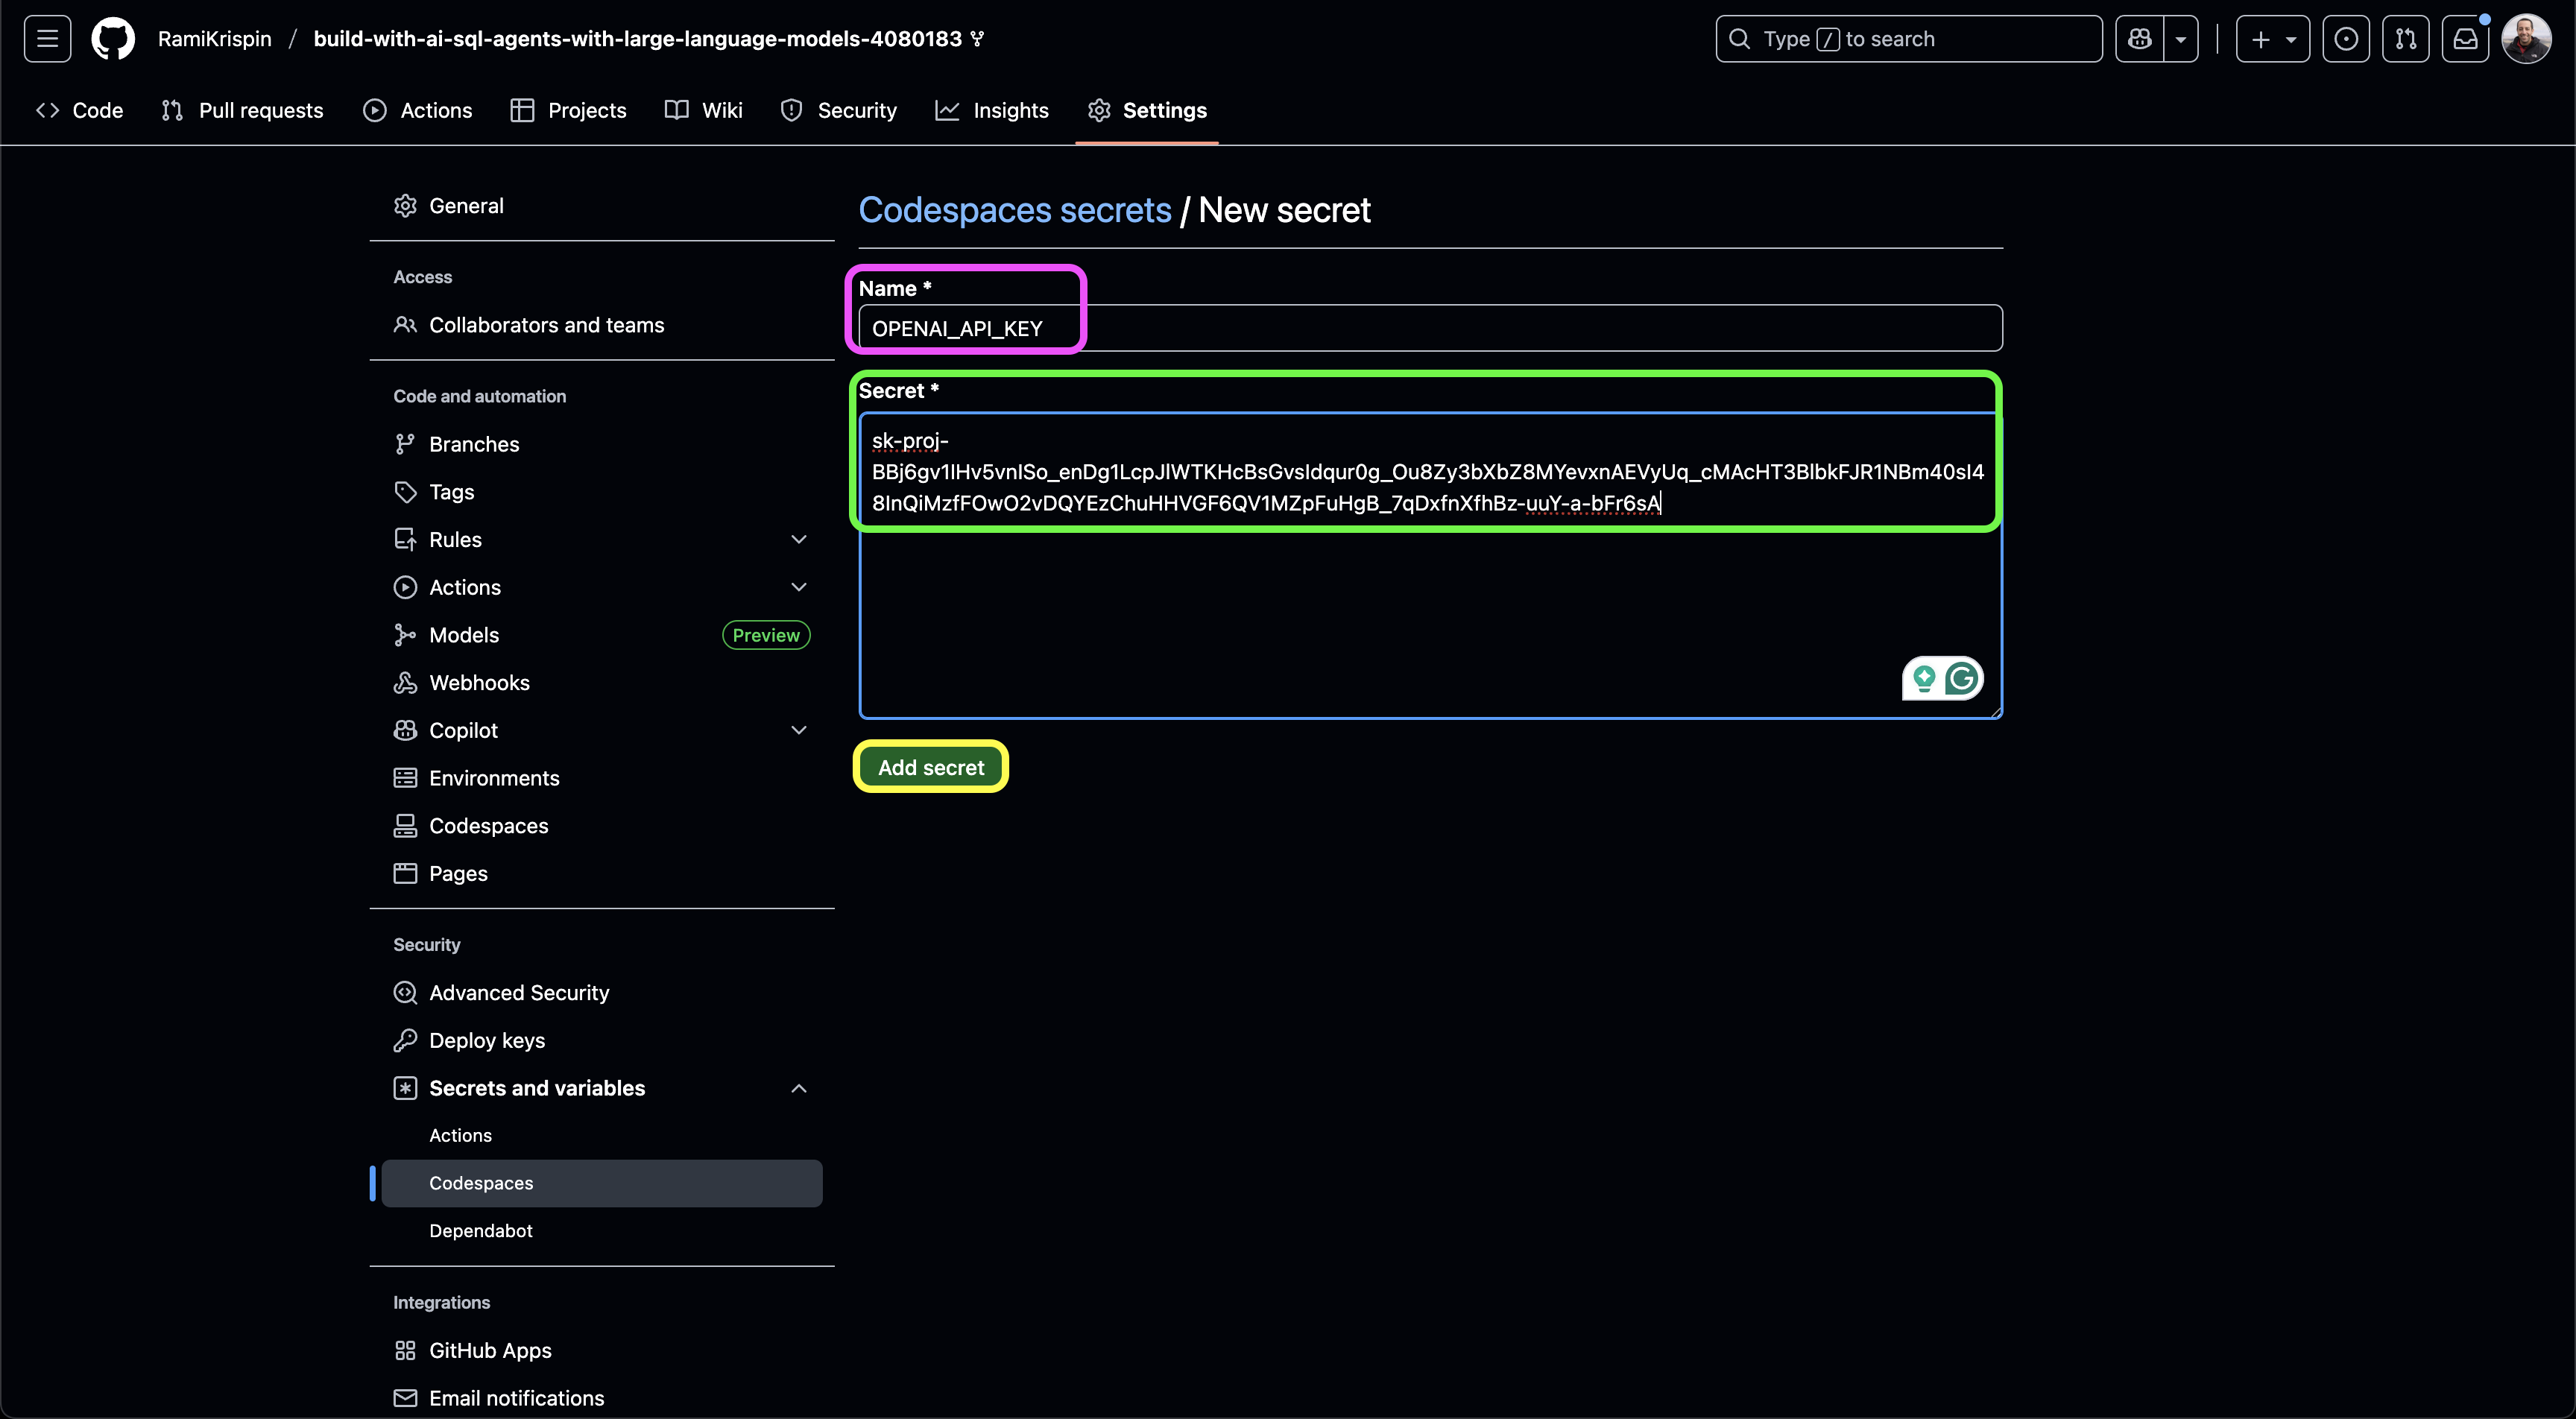 RamiKrispin / build-with-ai-sql-agents-with-large-language-models-4080183
Type / to search
Code
Pull requests
Actions
Projects
Wiki
Security
Insights
Settings
General
Access
Collaborators and teams
Code and automation
Branches
Tags
Rules
Actions
Models
Preview
Webhooks
Copilot
Environments
Codespaces
Pages
Security
Advanced Security
Deploy keys
Secrets and variables
Actions
Codespaces
Dependabot
Integrations
GitHub Apps
Email notifications
Codespaces secrets / New secret
Name *
OPENAI_API_KEY
Secret *
sk-proj-
Add secret